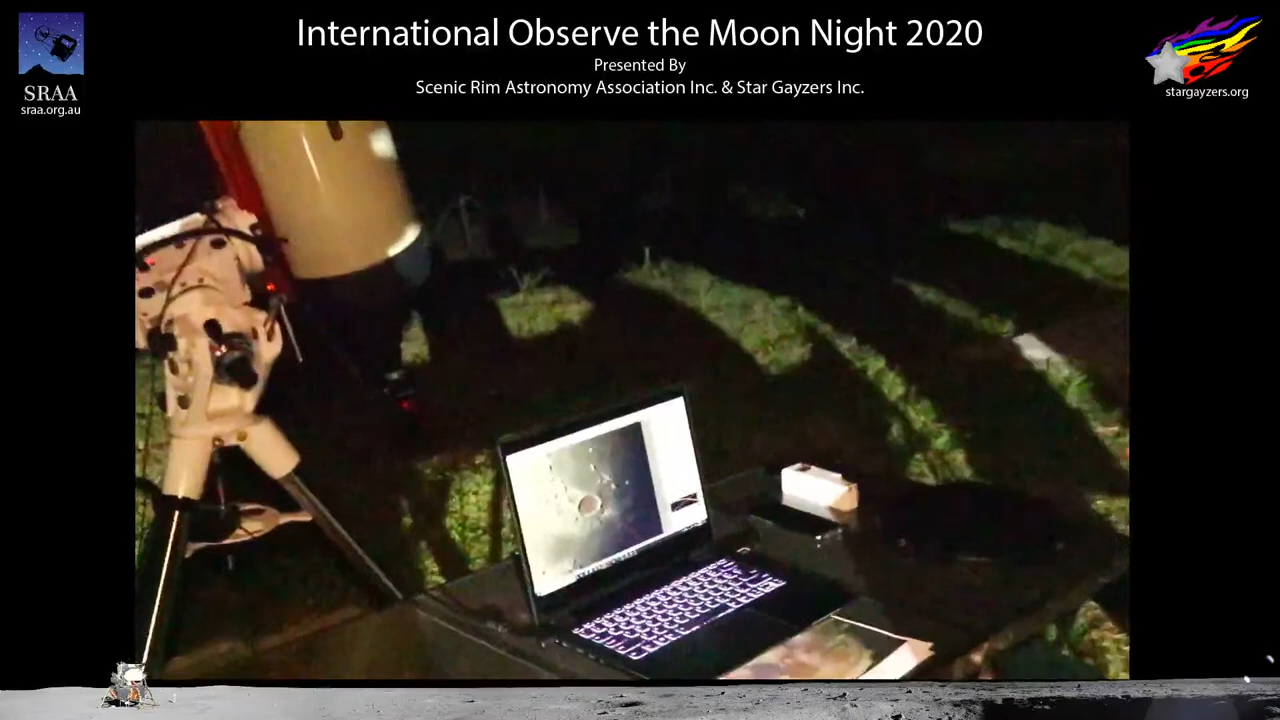 International Observe the Moon Night 2020
Presented By
Scenic Rim Astronomy Association Inc. & Star Gayzers Inc.
SRAA
sraa.org.au
stargayzers.org